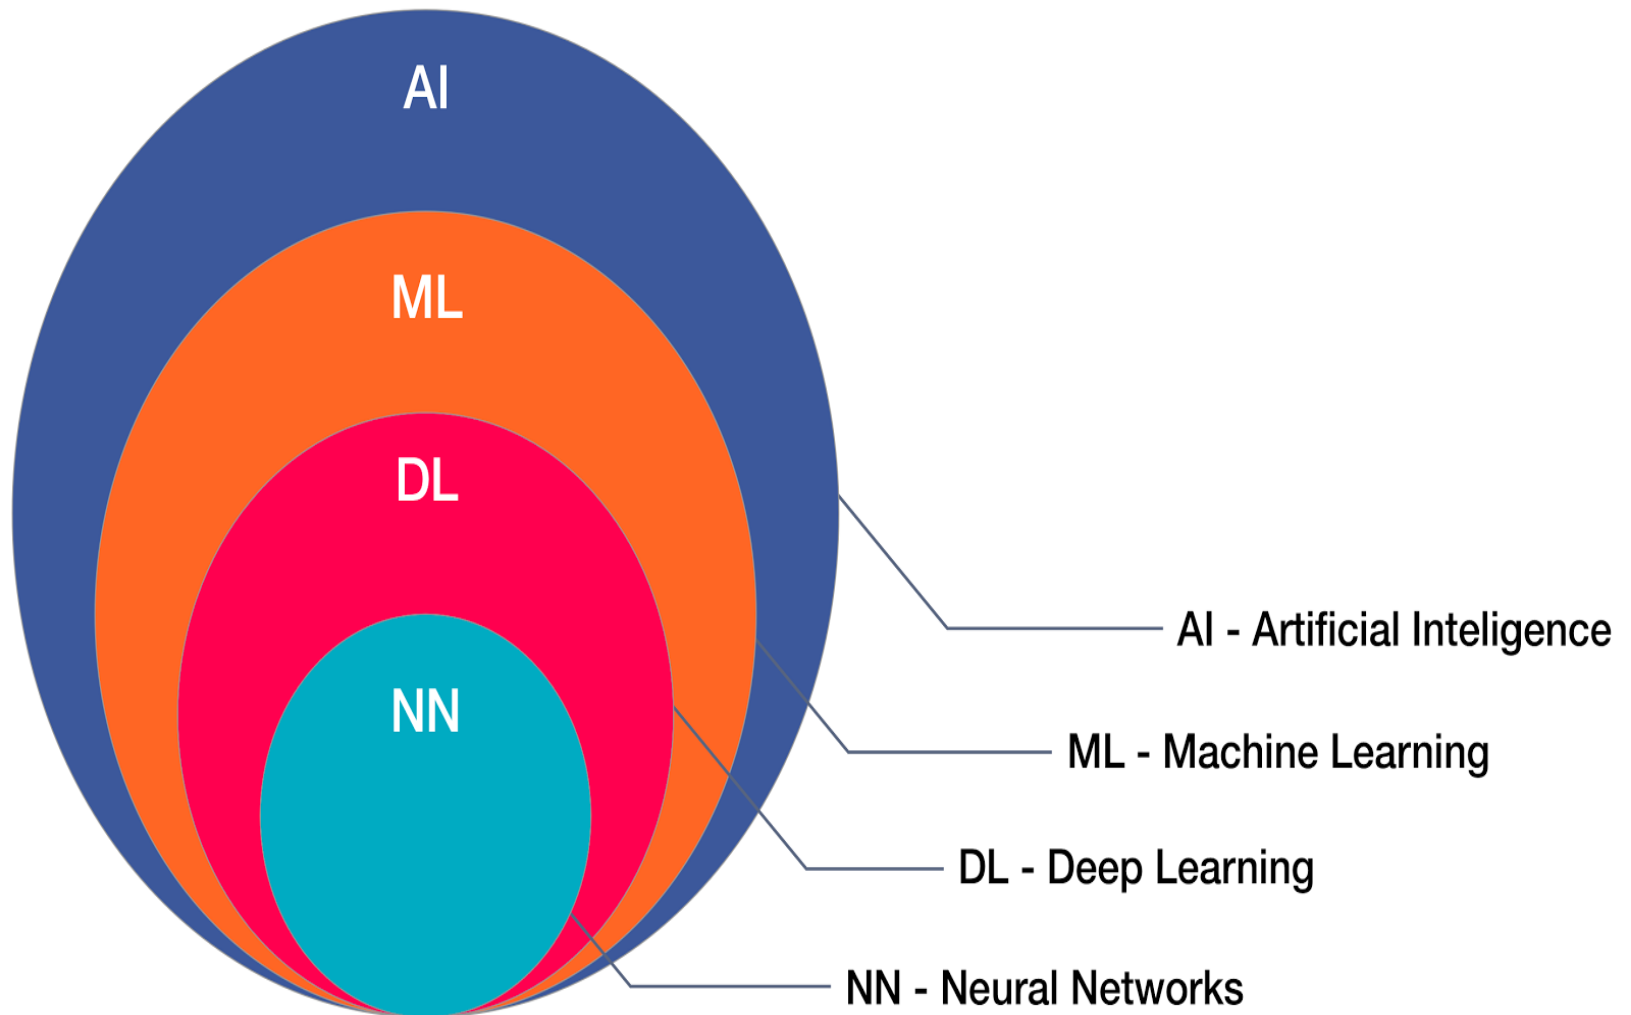 AI
ML
DL
NN
AI - Artificial Inteligence
ML - Machine Learning
DL - Deep Learning
NN - Neural Networks